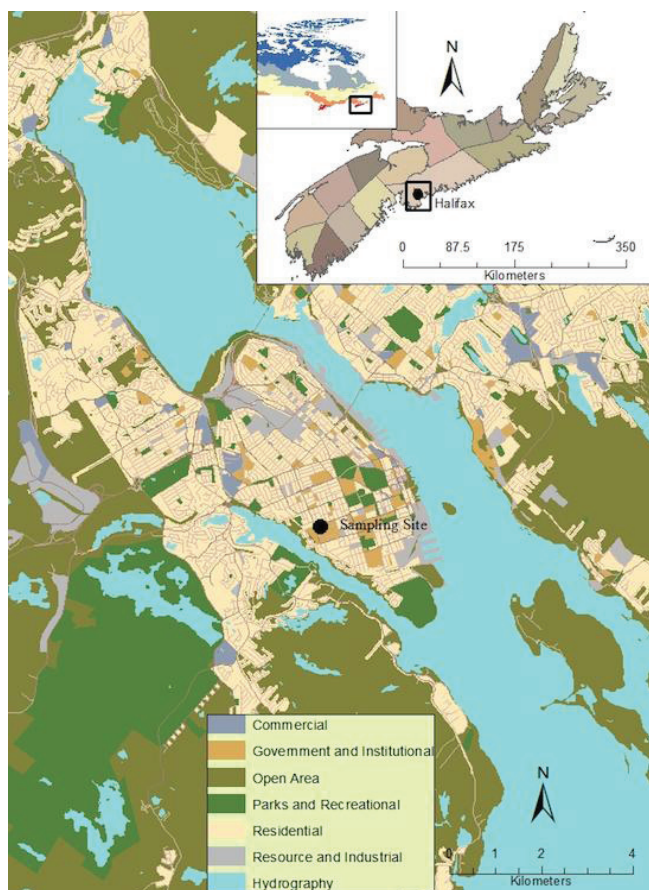 N
Halifax
0 87.5 175 350
Kilometers
Sampling Site
Commercial
Government and Institutional
Open Area
Parks and Recreational
Residential
Resource and Industrial
Hydrography
N
0 1 2 4
Kilometers